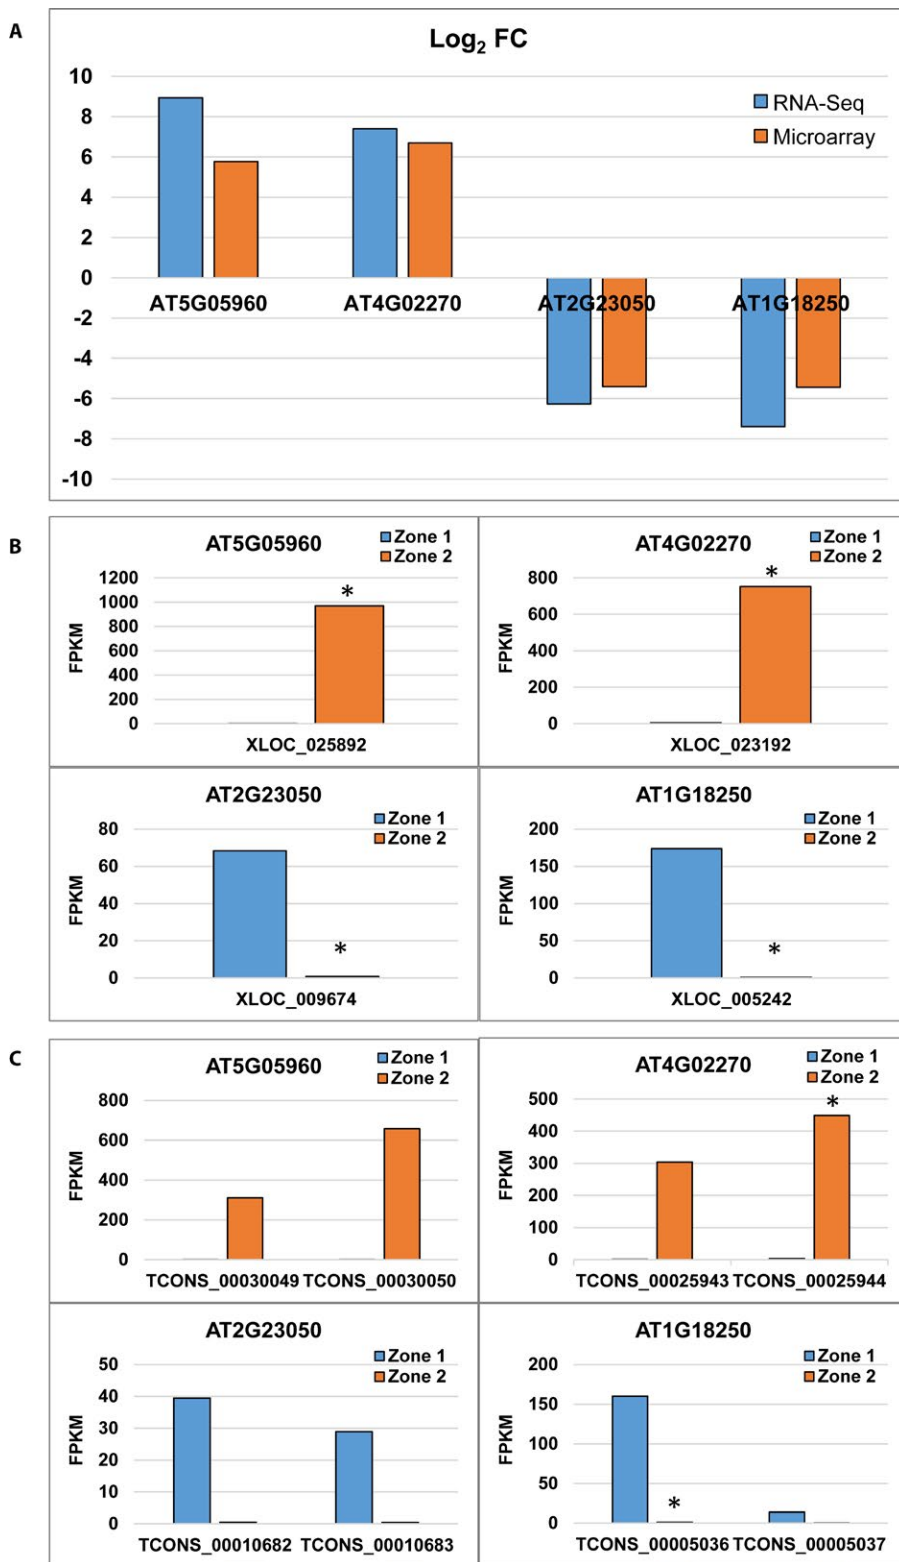 A
Log₂ FC
10
8
6
4
2
0
-2
-4
-6
-8
-10
RNA-Seq
Microarray
AT5G05960 AT4G02270 AT2G23050 AT1G18250
B
AT5G05960
Zone 1
Zone 2
FPKM
1200
1000
800
600
400
200
0
*
XLOC_025892
AT4G02270
Zone 1
Zone 2
FPKM
800
600
400
200
0
*
XLOC_023192
AT2G23050
Zone 1
Zone 2
FPKM
80
60
40
20
0
*
XLOC_009674
AT1G18250
Zone 1
Zone 2
FPKM
200
150
100
50
0
*
XLOC_005242
C
AT5G05960
Zone 1
Zone 2
FPKM
800
600
400
200
0
TCONS_00030049 TCONS_00030050
AT4G02270
Zone 1
Zone 2
FPKM
500
400
300
200
100
0
*
TCONS_00025943 TCONS_00025944
AT2G23050
Zone 1
Zone 2
FPKM
50
40
30
20
10
0
TCONS_00010682 TCONS_00010683
AT1G18250
Zone 1
Zone 2
FPKM
200
150
100
50
0
*
TCONS_00005036 TCONS_00005037